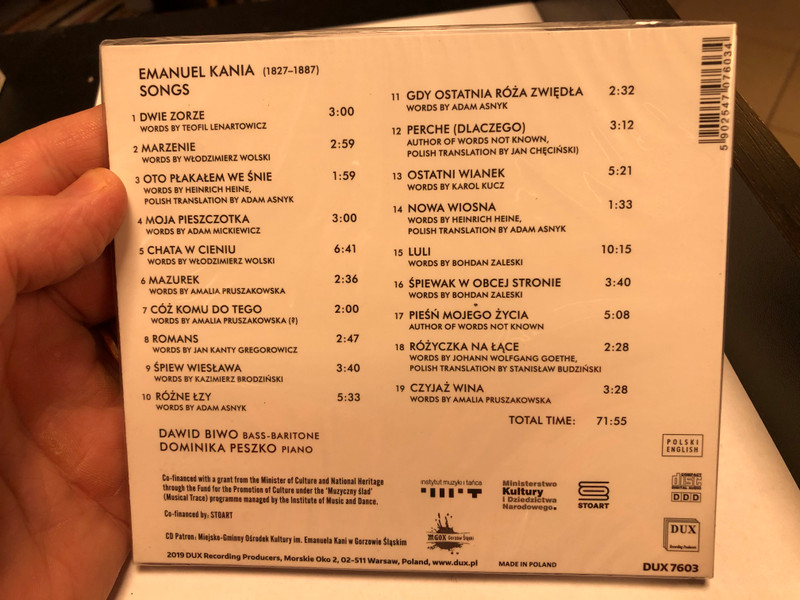 EMANUEL KANIA (1827–1887)
SONGS
1 DWIE ZORZE 3:00
WORDS BY TEOFIL LENARTOWICZ
2 MARZENIE 2:59
WORDS BY WŁODZIMIERZ WOLSKI
3 OTO PŁAKAŁEM WE ŚNIE 1:59
WORDS BY HEINRICH HEINE,
POLISH TRANSLATION BY ADAM ASNYK
4 MOJA PIESZCZOTKA 3:00
WORDS BY ADAM MICKIEWICZ
5 CHATA W CIENIU 6:41
WORDS BY WŁODZIMIERZ WOLSKI
6 MAZUREK 2:36
WORDS BY AMALIA PRUSZAKOWSKA
7 CÓŻ KOMU DO TEGO 2:00
WORDS BY AMALIA PRUSZAKOWSKA (?)
8 ROMANS 2:47
WORDS BY JAN KANTY GREGOROWICZ
9 ŚPIEW WIESŁAWA 3:40
WORDS BY KAZIMIERZ BRODZIŃSKI
10 RÓŻNE ŁZY 5:33
WORDS BY ADAM ASNYK
11 GDY OSTATNIA RÓŻA ZWIĘDŁA 2:32
WORDS BY ADAM ASNYK
12 PERCHE (DLACZEGO) 3:12
AUTHOR OF WORDS NOT KNOWN,
POLISH TRANSLATION BY JAN CHĘCIŃSKI)
13 OSTATNI WIANEK 5:21
WORDS BY KAROL KUCZ
14 NOWA WIOSNA 1:33
WORDS BY HEINRICH HEINE,
POLISH TRANSLATION BY ADAM ASNYK
15 LULI 10:15
WORDS BY BOHDAN ZALESKI
16 ŚPIEWAK W OBCEJ STRONIE 3:40
WORDS BY BOHDAN ZALESKI
17 PIEŚŃ MOJEGO ŻYCIA 5:08
AUTHOR OF WORDS NOT KNOWN
18 RÓŻYCZKA NA ŁĄCE 2:28
WORDS BY JOHANN WOLFGANG GOETHE,
POLISH TRANSLATION BY STANISŁAW BUDZIŃSKI
19 CZYJAŻ WINA 3:28
WORDS BY AMALIA PRUSZAKOWSKA
TOTAL TIME: 71:55
DAWID BIWO BASS-BARITONE
DOMINIKA PESZKO PIANO
Co-financed with a grant from the Minister of Culture and National Heritage
through the Fund for the Promotion of Culture under the 'Muzyczny ślad'
(Musical Trace) programme managed by the Institute of Music and Dance.
Co-financed by: STOART
CD Patron: Miejsko-Gminny Ośrodek Kultury im. Emanuela Kani w Gorzowie Śląskim
2019 DUX Recording Producers, Morskie Oko 2, 02-511 Warsaw, Poland, www.dux.pl
MADE IN POLAND
DUX 7603
instytut muzyki i tańca
Ministerstwo
Kultury
i Dziedzictwa
Narodowego.
STOART
MGOK Gorzów Śląski
POLSKI
ENGLISH
COMPACT
disc
DIGITAL AUDIO
DDD
DUX
Recording Producers
5 902547 076034